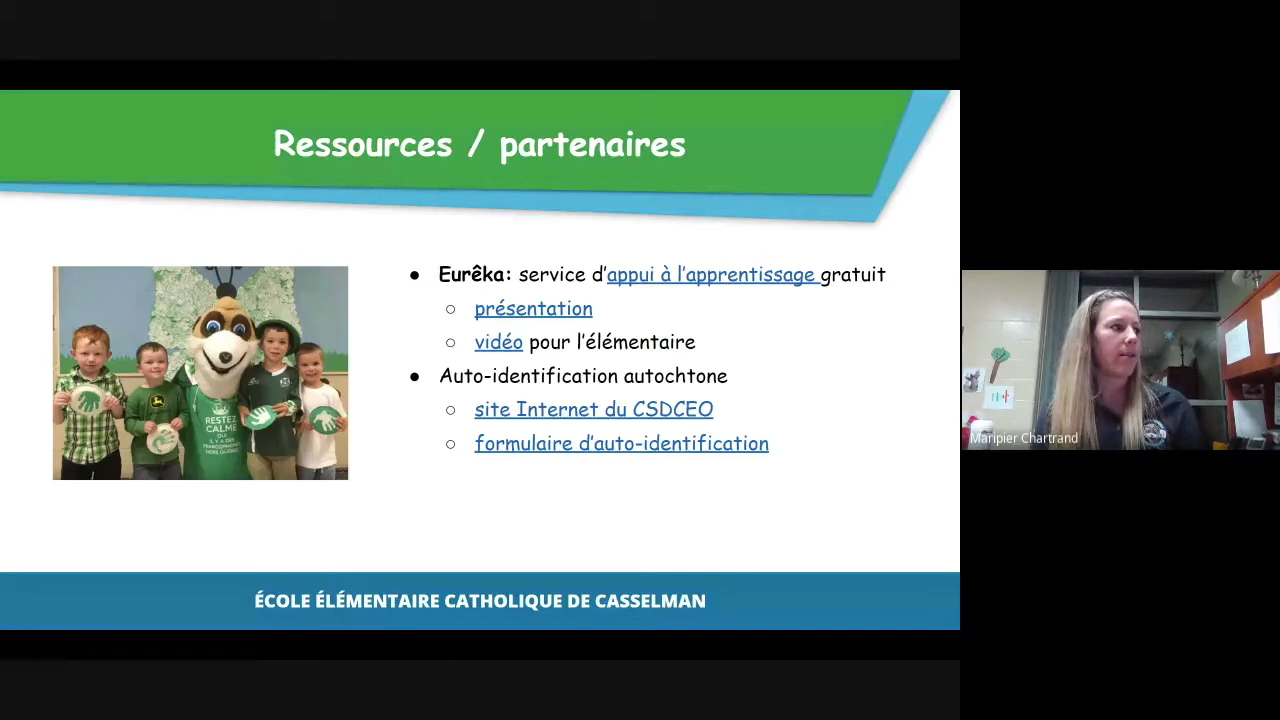 Ressources / partenaires
● Eurêka: service d'appui à l'apprentissage gratuit
○ présentation
○ vidéo pour l'élémentaire
● Auto-identification autochtone
○ site Internet du CSDCEO
○ formulaire d'auto-identification
RESTEZ
CALME
ÉCOLE ÉLÉMENTAIRE CATHOLIQUE DE CASSELMAN
Maripier Chartrand